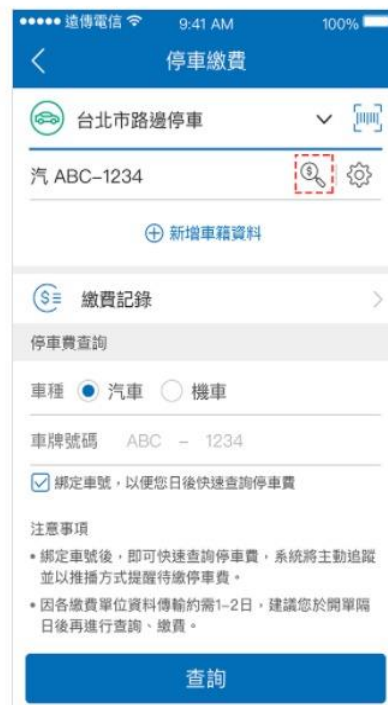 遠傳電信 9:41 AM 100%
停車繳費
台北市路邊停車
汽 ABC-1234
新增車籍資料
繳費記錄
停車費查詢
車種 汽車 機車
車牌號碼 ABC - 1234
綁定車號,以便您日後快速查詢停車費
注意事項
• 綁定車號後,即可快速查詢停車費,系統將主動追蹤
並以推播方式提醒待繳停車費。
• 因各繳費單位資料傳輸約需1-2日,建議您於開單隔
日後再進行查詢、繳費。
查詢